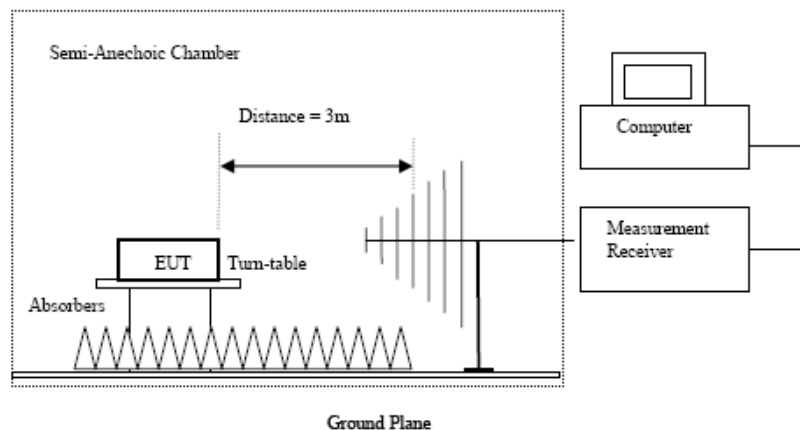 Semi-Anechoic Chamber
Distance = 3m
Computer
Measurement
Receiver
EUT
Turn-table
Absorbers
Ground Plane